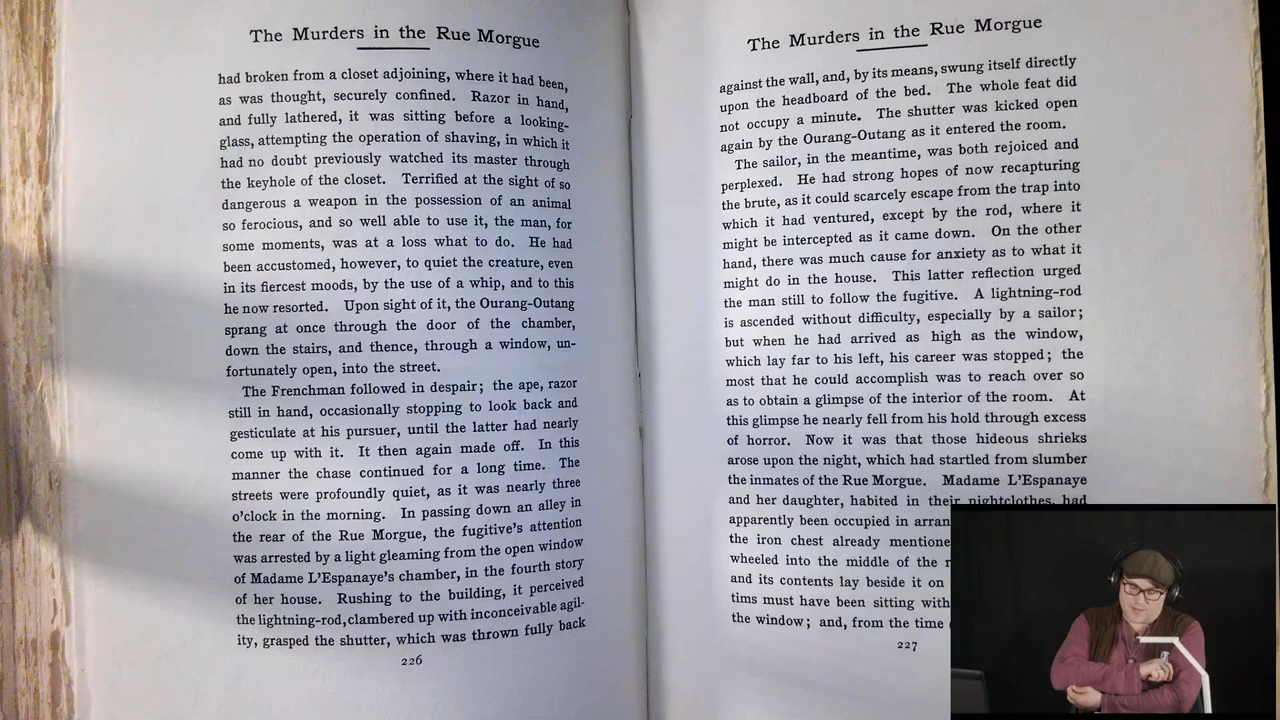 The Murders in the Rue Morgue
had broken from a closet adjoining, where it had been,
as was thought, securely confined. Razor in hand,
and fully lathered, it was sitting before a looking-
glass, attempting the operation of shaving, in which it
had no doubt previously watched its master through
the keyhole of the closet. Terrified at the sight of so
dangerous a weapon in the possession of an animal
so ferocious, and so well able to use it, the man, for
some moments, was at a loss what to do. He had
been accustomed, however, to quiet the creature, even
in its fiercest moods, by the use of a whip, and to this
he now resorted. Upon sight of it, the Ourang-Outang
sprang at once through the door of the chamber,
down the stairs, and thence, through a window, un-
fortunately open, into the street.
The Frenchman followed in despair; the ape, razor
still in hand, occasionally stopping to look back and
gesticulate at his pursuer, until the latter had nearly
come up with it. It then again made off. In this
manner the chase continued for a long time. The
streets were profoundly quiet, as it was nearly three
o'clock in the morning. In passing down an alley in
the rear of the Rue Morgue, the fugitive's attention
was arrested by a light gleaming from the open window
of Madame L'Espanaye's chamber, in the fourth story
of her house. Rushing to the building, it perceived
the lightning-rod, clambered up with inconceivable agil-
ity, grasped the shutter, which was thrown fully back
226
The Murders in the Rue Morgue
against the wall, and, by its means, swung itself directly
upon the headboard of the bed. The whole feat did
not occupy a minute. The shutter was kicked open
again by the Ourang-Outang as it entered the room.
The sailor, in the meantime, was both rejoiced and
perplexed. He had strong hopes of now recapturing
the brute, as it could scarcely escape from the trap into
which it had ventured, except by the rod, where it
might be intercepted as it came down. On the other
hand, there was much cause for anxiety as to what it
might do in the house. This latter reflection urged
the man still to follow the fugitive. A lightning-rod
is ascended without difficulty, especially by a sailor;
but when he had arrived as high as the window,
which lay far to his left, his career was stopped; the
most that he could accomplish was to reach over so
as to obtain a glimpse of the interior of the room. At
this glimpse he nearly fell from his hold through excess
of horror. Now it was that those hideous shrieks
arose upon the night, which had startled from slumber
the inmates of the Rue Morgue. Madame L'Espanaye
and her daughter, habited in their nightclothes, had
apparently been occupied in
the iron chest already
wheeled into the middle of the
and its contents lay beside it on
tims must have been sitting
the window; and, from the time
227